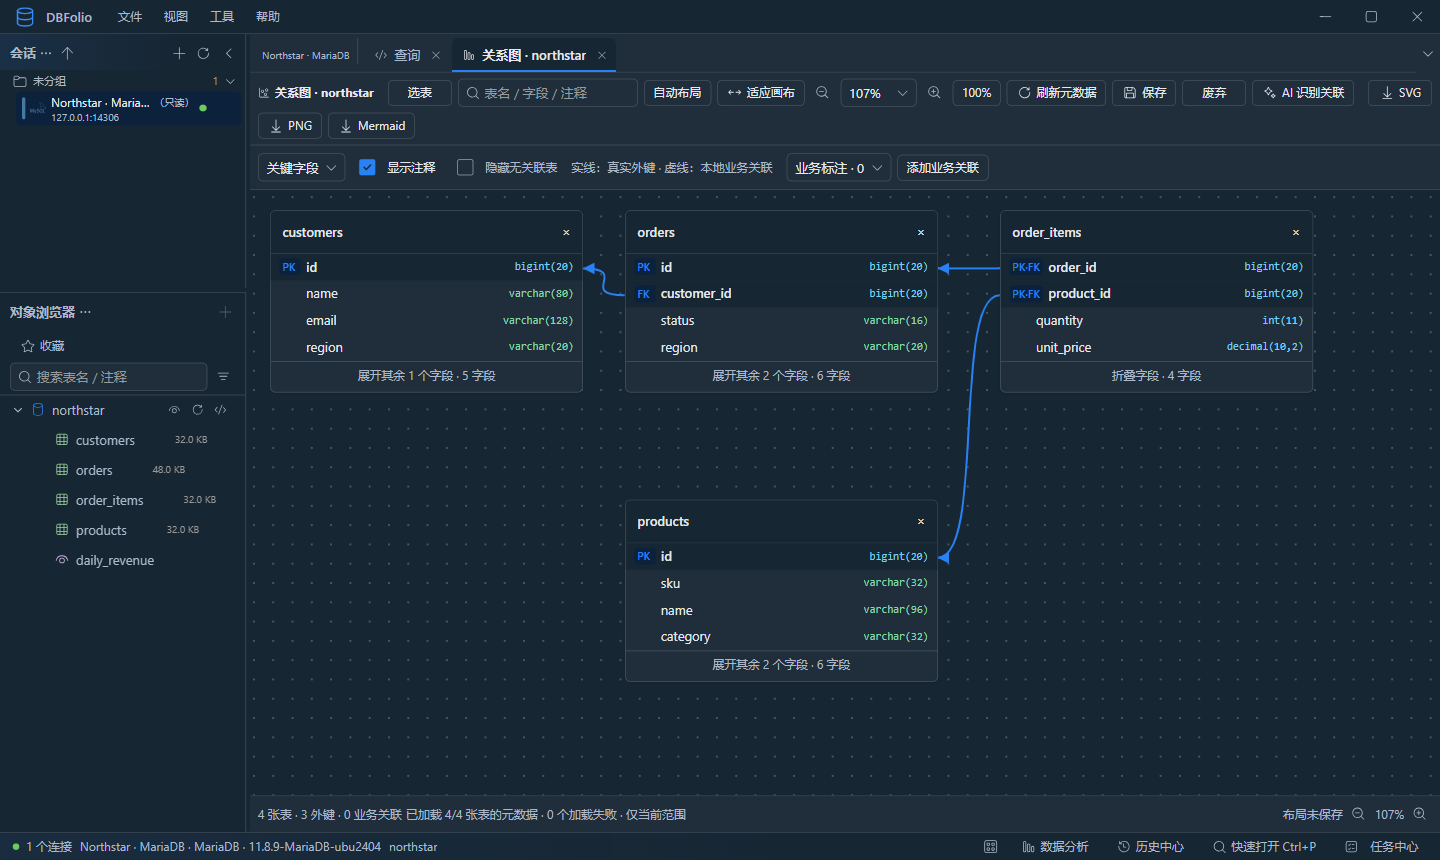 DBFolio 文件 视图 工具 帮助
会话 ···
未分组 1
Northstar · Maria... （只读）
127.0.0.1:14306
Northstar · MariaDB 查询 × 关系图 · northstar ×
关系图 · northstar 选表 表名 / 字段 / 注释 自动布局 适应画布 107% 100% 刷新元数据 保存 废弃 AI 识别关联 SVG
PNG Mermaid
关键字段 显示注释 隐藏无关联表 实线：真实外键 · 虚线：本地业务关联 业务标注 · 0 添加业务关联
对象浏览器 ···
收藏
搜索表名 / 注释
northstar
customers 32.0 KB
orders 48.0 KB
order_items 32.0 KB
products 32.0 KB
daily_revenue
customers ×
PK id bigint(20)
name varchar(80)
email varchar(128)
region varchar(20)
展开其余 1 个字段 · 5 字段
orders ×
PK id bigint(20)
FK customer_id bigint(20)
status varchar(16)
region varchar(20)
展开其余 2 个字段 · 6 字段
order_items ×
PK·FK order_id bigint(20)
PK·FK product_id bigint(20)
quantity int(11)
unit_price decimal(10,2)
折叠字段 · 4 字段
products ×
PK id bigint(20)
sku varchar(32)
name varchar(96)
category varchar(32)
展开其余 2 个字段 · 6 字段
4 张表 · 3 外键 · 0 业务关联 已加载 4/4 张表的元数据 · 0 个加载失败 · 仅当前范围 布局未保存 107%
1 个连接 Northstar · MariaDB · MariaDB · 11.8.9-MariaDB-ubu2404 northstar 数据分析 历史中心 快速打开 Ctrl+P 任务中心